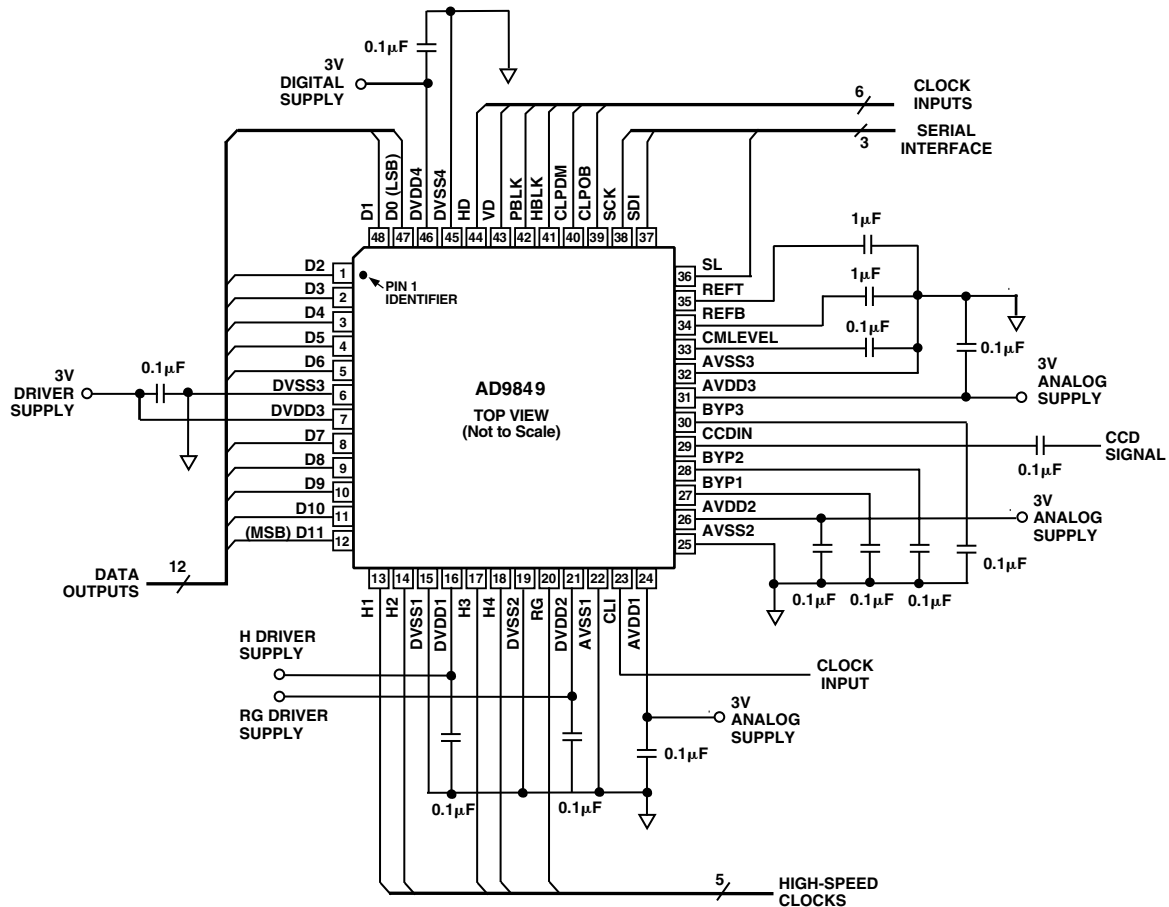 0.1µF
3V
DIGITAL
SUPPLY
6
CLOCK
INPUTS
3
SERIAL
INTERFACE
D1
D0 (LSB)
DVDD4
DVSS4
HD
VD
PBLK
HBLK
CLPDM
CLPOB
SCK
SDI
48
47
46
45
44
43
42
41
40
39
38
37
D2
1
D3
2
D4
3
D5
4
D6
5
DVSS3
6
DVDD3
7
D7
8
D8
9
D9
10
D10
11
(MSB) D11
12
3V
DRIVER
SUPPLY
0.1µF
DATA
OUTPUTS
12
PIN 1
IDENTIFIER
AD9849
TOP VIEW
(Not to Scale)
36
SL
35
REFT
34
REFB
33
CMLEVEL
32
AVSS3
31
AVDD3
30
BYP3
29
CCDIN
28
BYP2
27
BYP1
26
AVDD2
25
AVSS2
1µF
1µF
0.1µF
0.1µF
3V
ANALOG
SUPPLY
CCD
SIGNAL
0.1µF
3V
ANALOG
SUPPLY
0.1µF
0.1µF
0.1µF
0.1µF
13
14
15
16
17
18
19
20
21
22
23
24
H1
H2
DVSS1
DVDD1
H3
H4
DVSS2
RG
DVDD2
AVSS1
CLI
AVDD1
H DRIVER
SUPPLY
RG DRIVER
SUPPLY
CLOCK
INPUT
3V
ANALOG
SUPPLY
0.1µF
0.1µF
0.1µF
5
HIGH-SPEED
CLOCKS